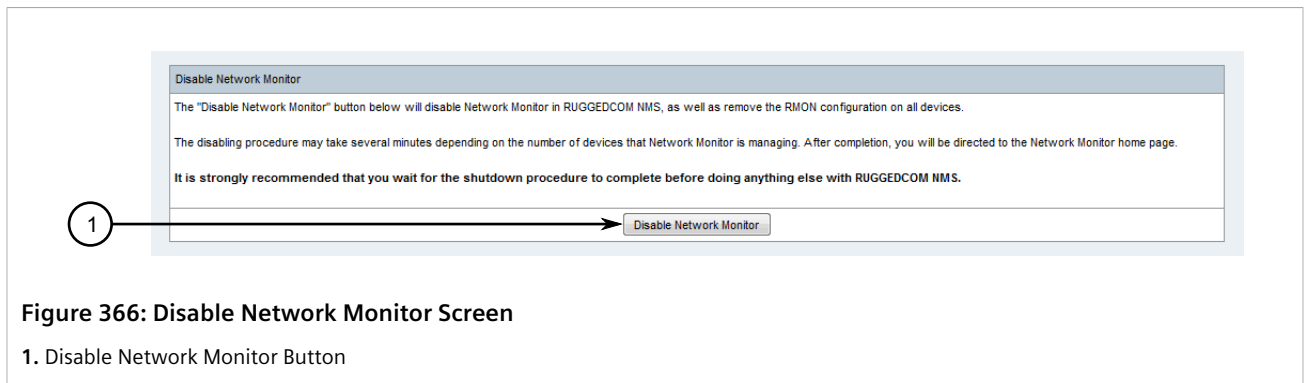 Disable Network Monitor
The "Disable Network Monitor" button below will disable Network Monitor in RUGGEDCOM NMS, as well as remove the RMON configuration on all devices.
The disabling procedure may take several minutes depending on the number of devices that Network Monitor is managing. After completion, you will be directed to the Network Monitor home page.
It is strongly recommended that you wait for the shutdown procedure to complete before doing anything else with RUGGEDCOM NMS.
1 Disable Network Monitor
Figure 366: Disable Network Monitor Screen
1. Disable Network Monitor Button